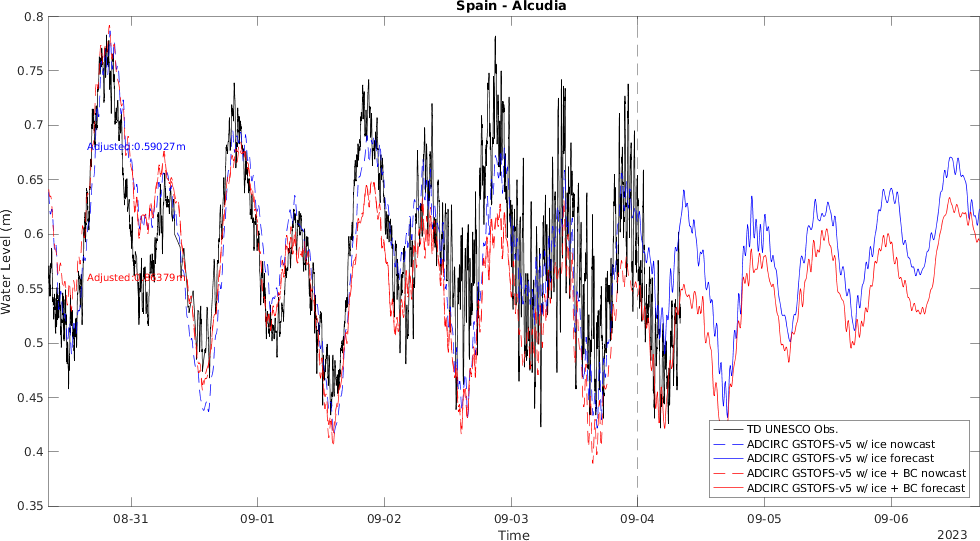 Spain - Alcudia
0.8
0.75
0.7
0.65
0.6
0.55
0.5
0.45
0.4
0.35
Water Level (m)
Adjusted:0.59027m
Adjusted:0.56379m
TD UNESCO Obs.
ADCIRC GSTOFS-v5 w/ ice nowcast
ADCIRC GSTOFS-v5 w/ ice forecast
ADCIRC GSTOFS-v5 w/ ice + BC nowcast
ADCIRC GSTOFS-v5 w/ ice + BC forecast
08-31 09-01 09-02 09-03 09-04 09-05 09-06
Time
2023